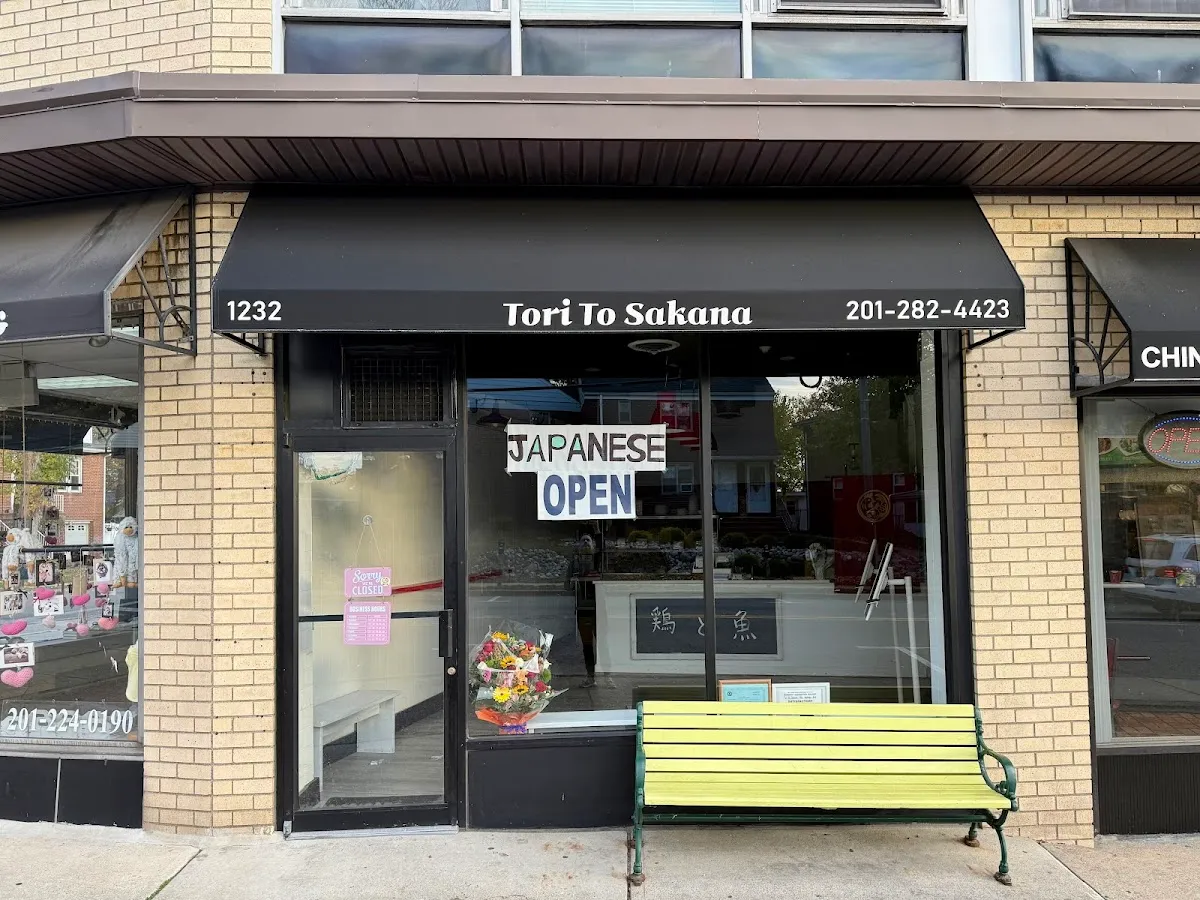 1232
Tori To Sakana
201-282-4423
JAPANESE
OPEN
Sorry
CLOSED
BUSINESS HOURS
鶏と魚
201-224-0190
CHIN
OPEN